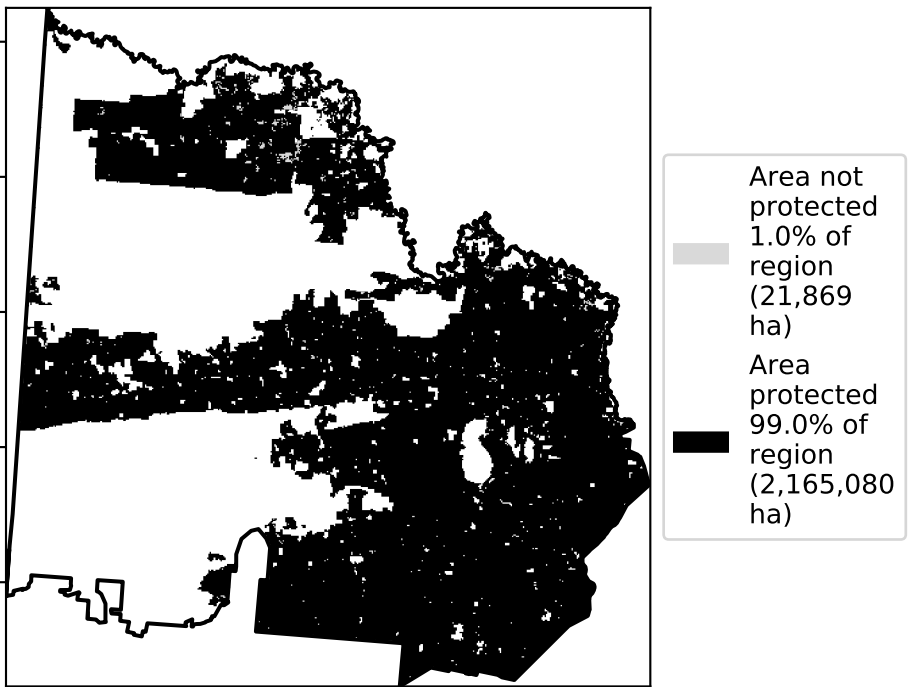 Area not
protected
1.0% of
region
(21,869
ha)
Area
protected
99.0% of
region
(2,165,080
ha)